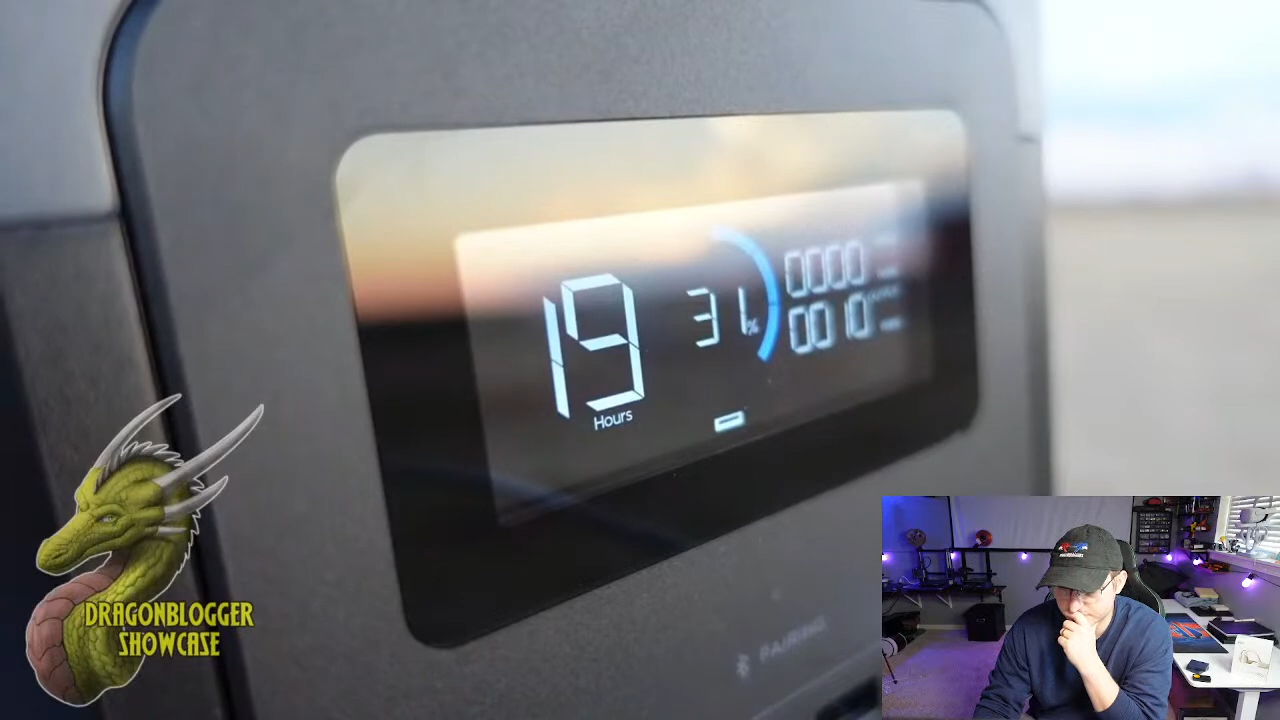 19
Hours
31%
0000
0010
PAIRING
DRAGONBLOGGER
SHOWCASE